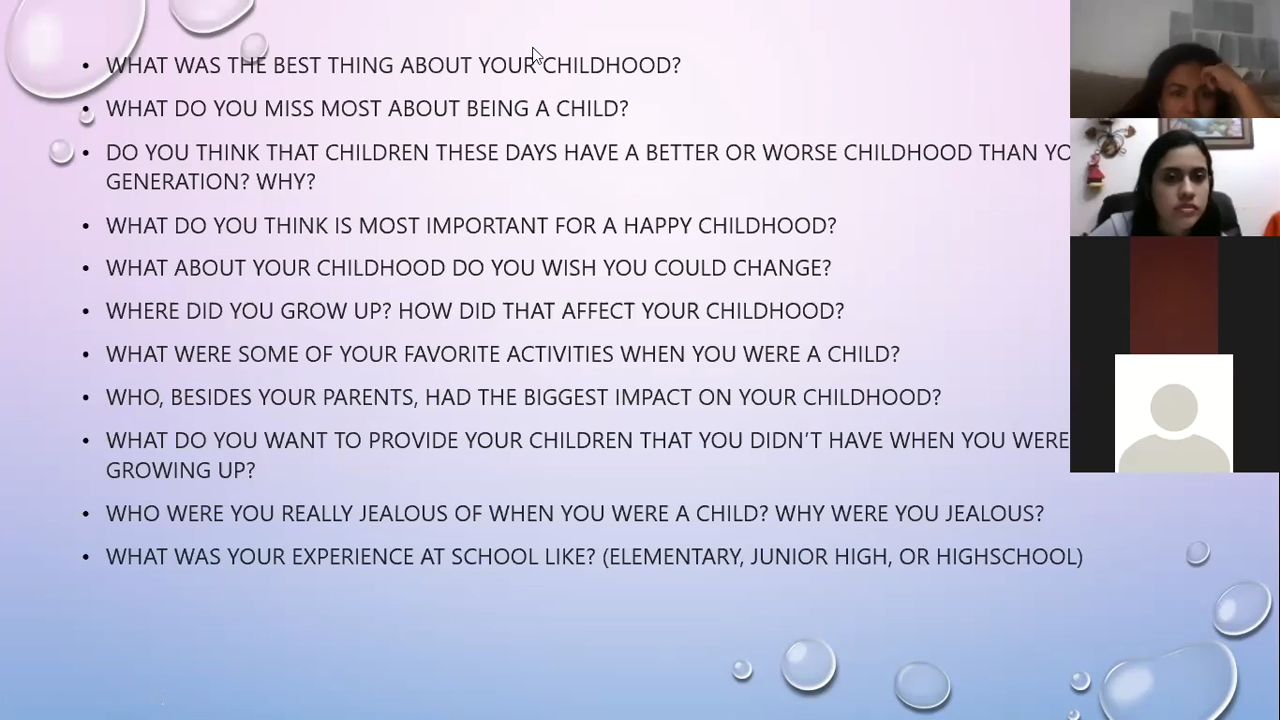 • WHAT WAS THE BEST THING ABOUT YOUR CHILDHOOD?
• WHAT DO YOU MISS MOST ABOUT BEING A CHILD?
• DO YOU THINK THAT CHILDREN THESE DAYS HAVE A BETTER OR WORSE CHILDHOOD THAN
GENERATION? WHY?
• WHAT DO YOU THINK IS MOST IMPORTANT FOR A HAPPY CHILDHOOD?
• WHAT ABOUT YOUR CHILDHOOD DO YOU WISH YOU COULD CHANGE?
• WHERE DID YOU GROW UP? HOW DID THAT AFFECT YOUR CHILDHOOD?
• WHAT WERE SOME OF YOUR FAVORITE ACTIVITIES WHEN YOU WERE A CHILD?
• WHO, BESIDES YOUR PARENTS, HAD THE BIGGEST IMPACT ON YOUR CHILDHOOD?
• WHAT DO YOU WANT TO PROVIDE YOUR CHILDREN THAT YOU DIDN'T HAVE WHEN YOU WERE
GROWING UP?
• WHO WERE YOU REALLY JEALOUS OF WHEN YOU WERE A CHILD? WHY WERE YOU JEALOUS?
• WHAT WAS YOUR EXPERIENCE AT SCHOOL LIKE? (ELEMENTARY, JUNIOR HIGH, OR HIGHSCHOOL)